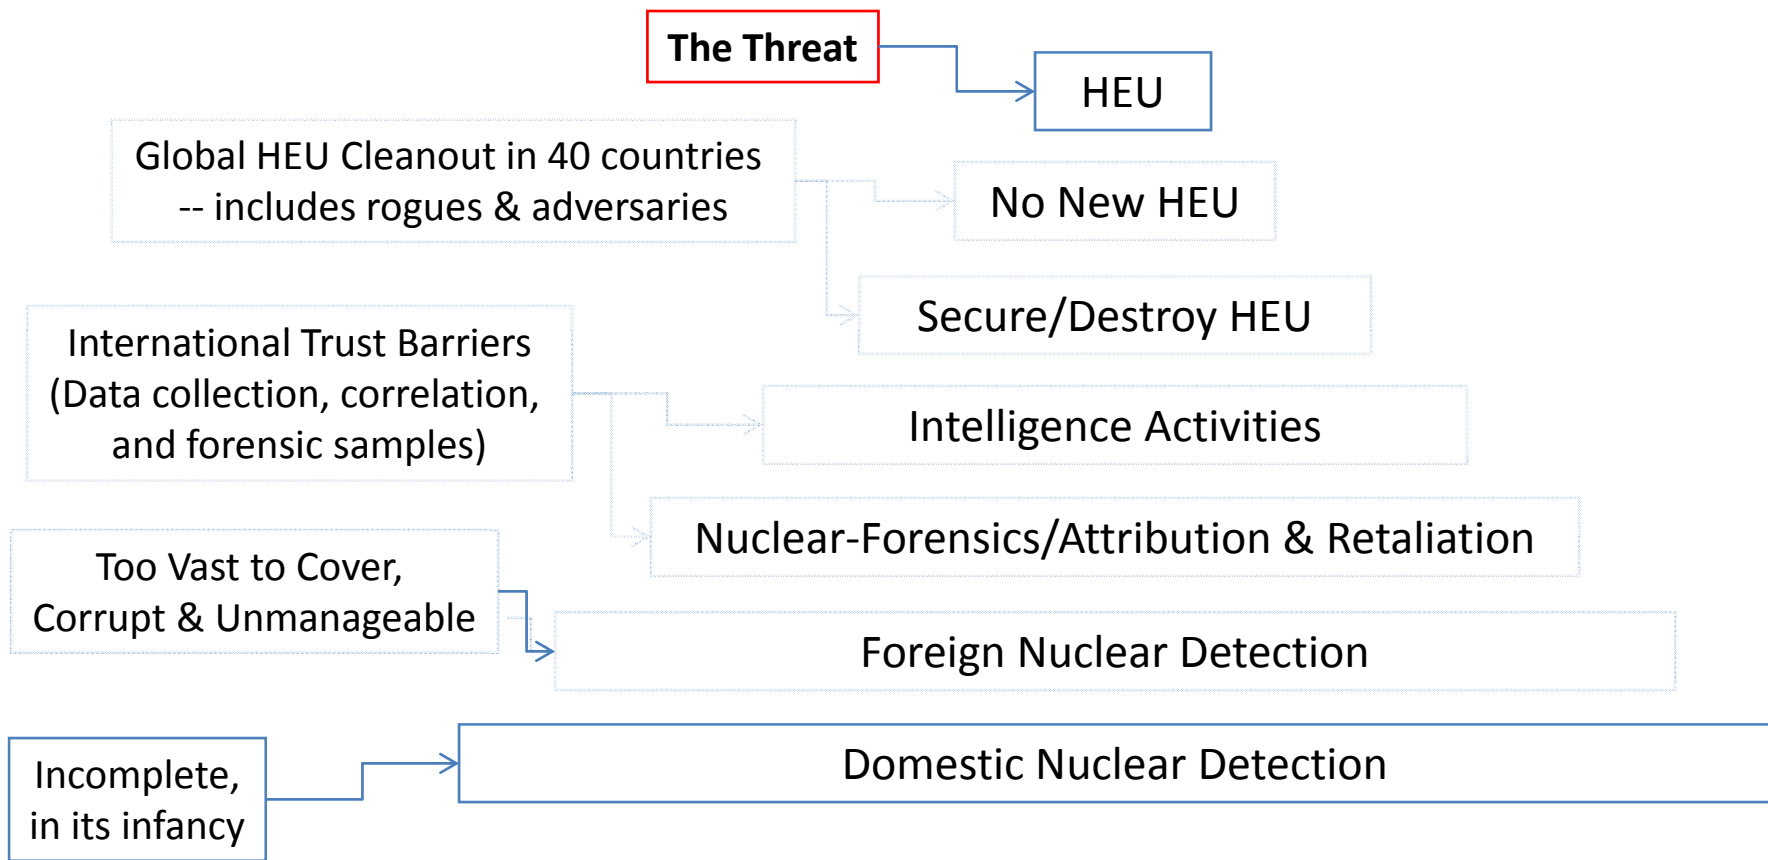 The Threat
HEU
Global HEU Cleanout in 40 countries
-- includes rogues & adversaries
No New HEU
Secure/Destroy HEU
International Trust Barriers
(Data collection, correlation,
and forensic samples)
Intelligence Activities
Nuclear-Forensics/Attribution & Retaliation
Too Vast to Cover,
Corrupt & Unmanageable
Foreign Nuclear Detection
Domestic Nuclear Detection
Incomplete,
in its infancy